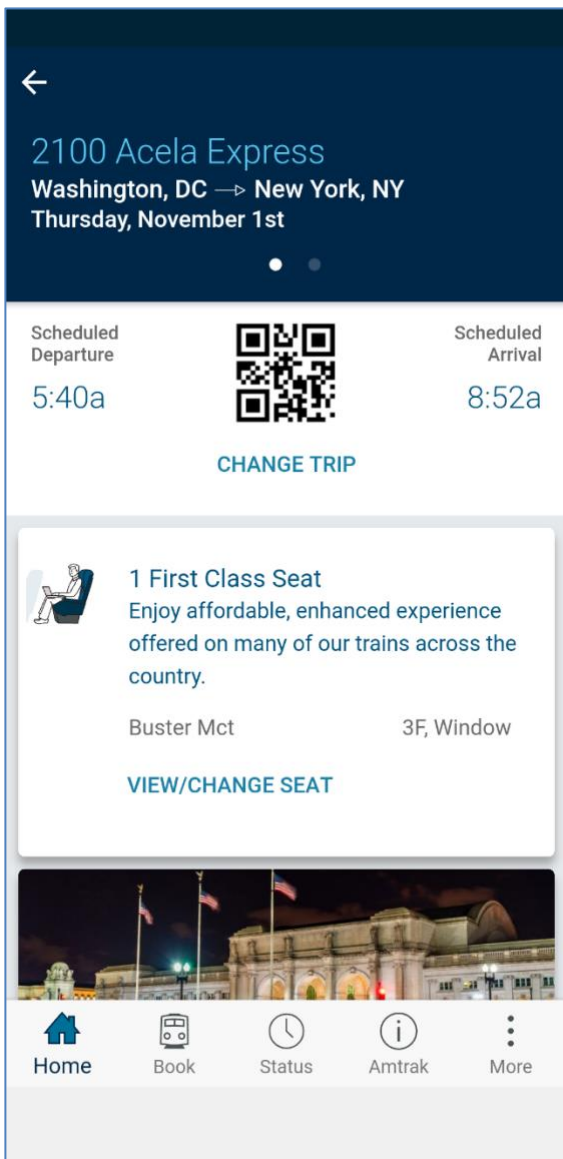 2100 Acela Express
Washington, DC → New York, NY
Thursday, November 1st
Scheduled
Departure
5:40a
Scheduled
Arrival
8:52a
CHANGE TRIP
1 First Class Seat
Enjoy affordable, enhanced experience
offered on many of our trains across the
country.
Buster Mct 3F, Window
VIEW/CHANGE SEAT
Home Book Status Amtrak More